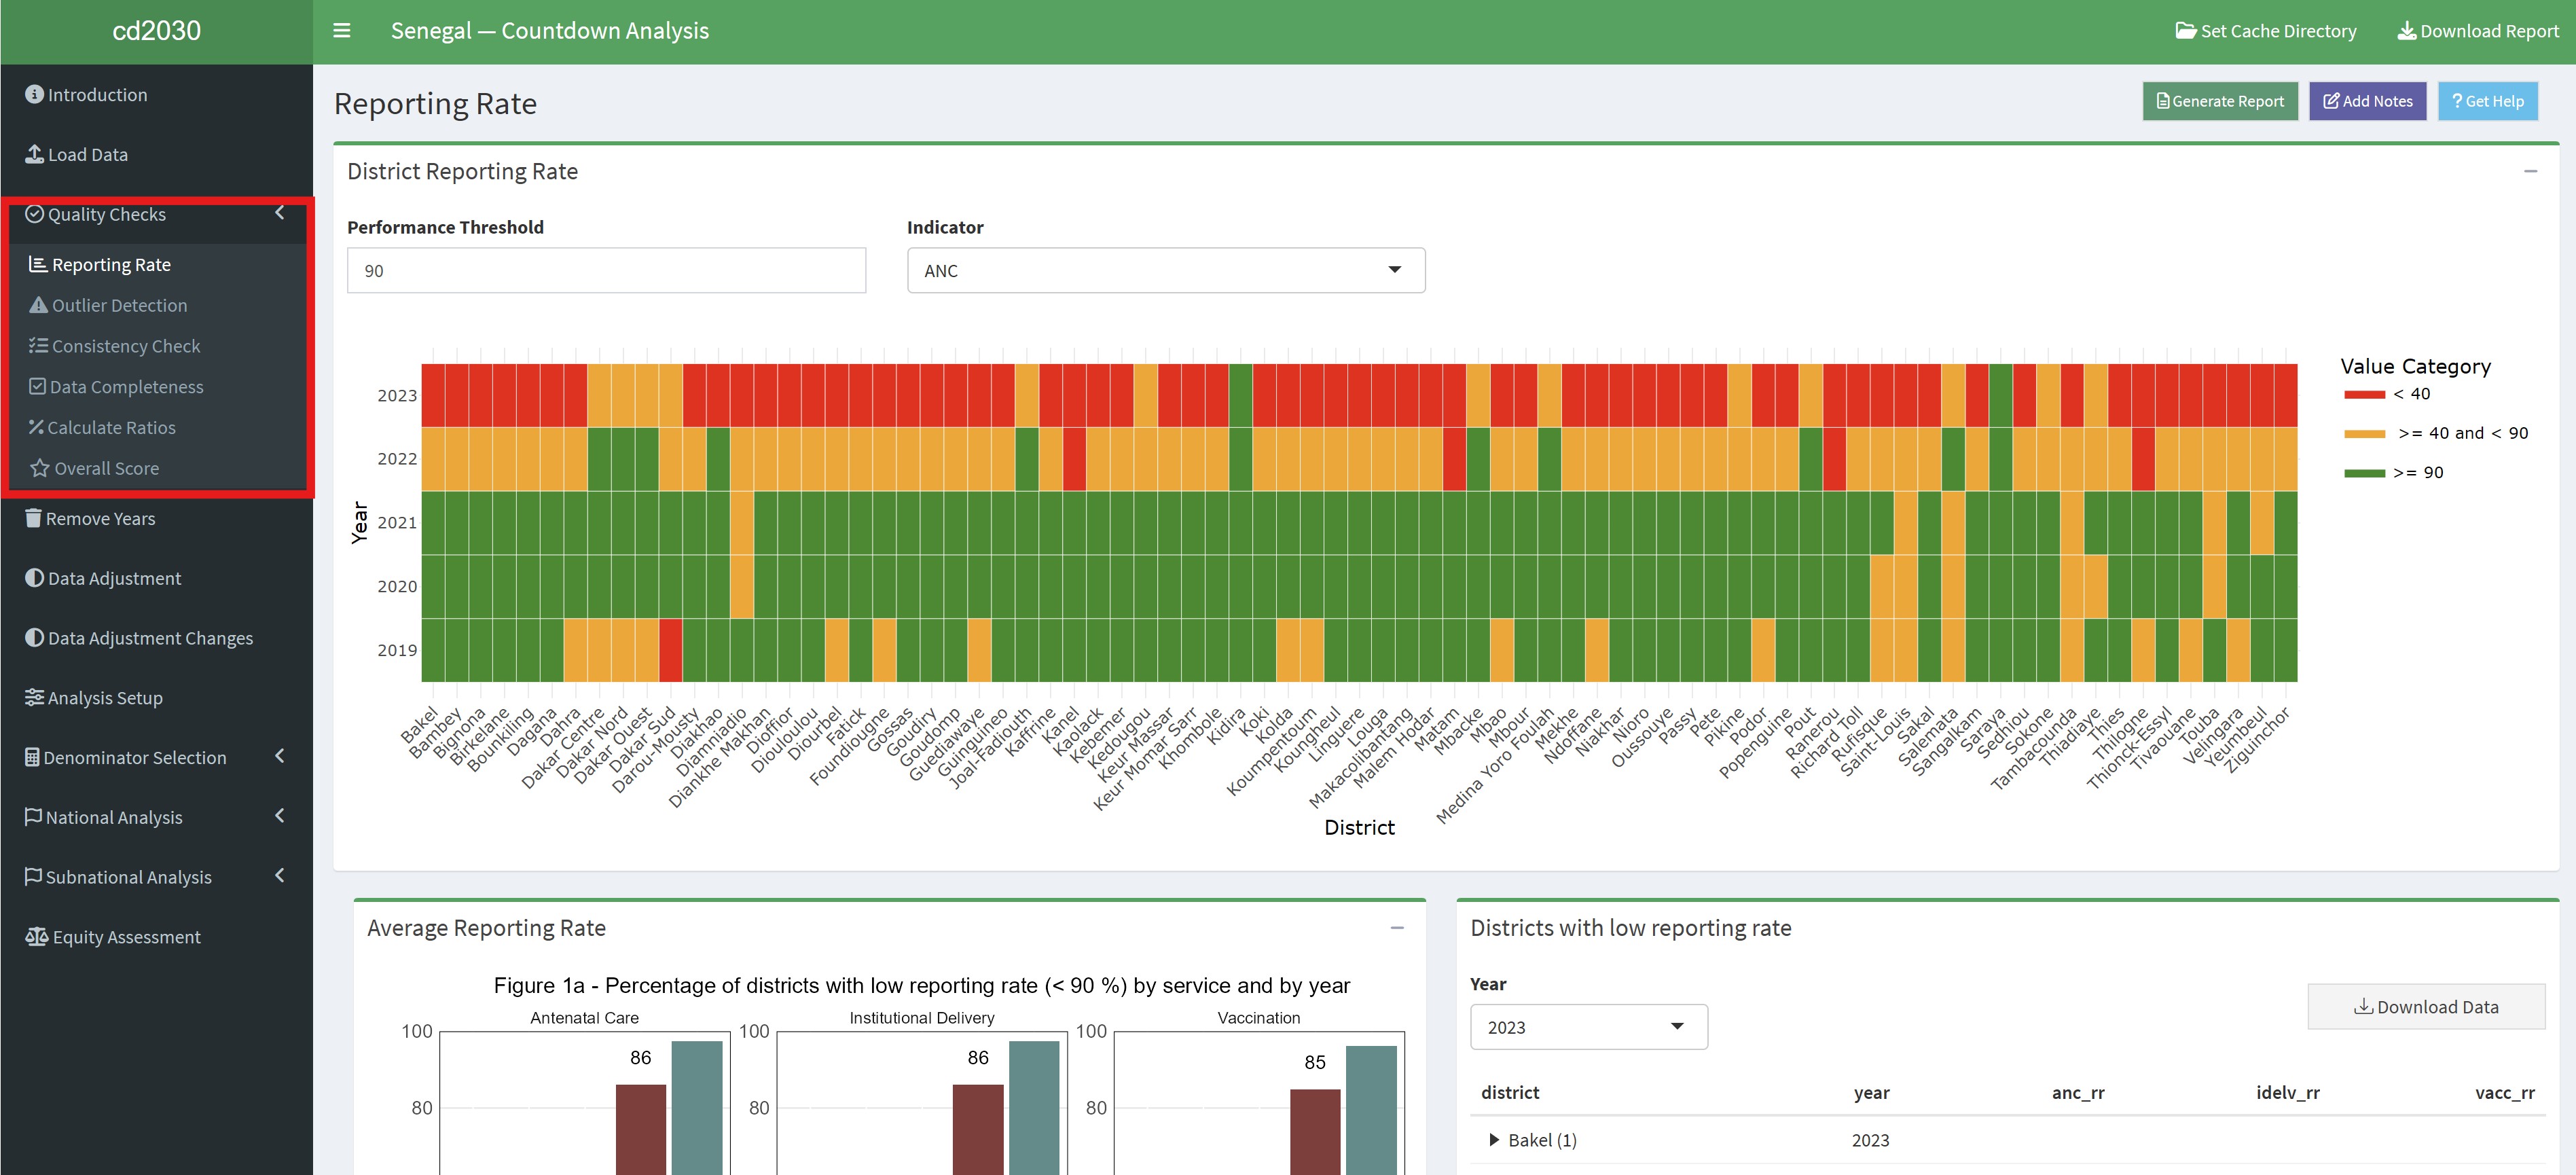 cd2030
Senegal — Countdown Analysis
Set Cache Directory
Download Report
Introduction
Load Data
Quality Checks
Reporting Rate
Outlier Detection
Consistency Check
Data Completeness
Calculate Ratios
Overall Score
Remove Years
Data Adjustment
Data Adjustment Changes
Analysis Setup
Denominator Selection
National Analysis
Subnational Analysis
Equity Assessment
Reporting Rate
Generate Report
Add Notes
? Get Help
District Reporting Rate
Performance Threshold
90
Indicator
ANC
Year
2023
2022
2021
2020
2019
Bakel
Bambey
Bignona
Birkelane
Bounkiling
Dagana
Dahra
Dakar Centre
Dakar Nord
Dakar Ouest
Dakar Sud
Darou-Mousty
Diakhao
Diamniadio
Diankhe Makhan
Dioffior
Diouloulou
Diourbel
Fatick
Foundiougne
Gossas
Goudiry
Goudomp
Guediawaye
Guinguineo
Joal-Fadiouth
Kaffrine
Kanel
Kaolack
Kebemer
Kedougou
Keur Massar
Keur Momar Sarr
Khombole
Kidira
Koki
Kolda
Koumpentoum
Koungheul
Linguere
Louga
Makacolibantang
Malem Hodar
Matam
Mbacke
Mbao
Mbour
Medina Yoro Foulah
Mekhe
Ndoffane
Niakhar
Nioro
Oussouye
Passy
Pete
Pikine
Podor
Popenguine
Pout
Ranerou
Richard Toll
Rufisque
Saint-Louis
Sakal
Salemata
Sangalkam
Saraya
Sedhiou
Sokone
Tambacounda
Thiadiaye
Thies
Thilogne
Thionck-Essyl
Tivaouane
Touba
Velingara
Yeumbeul
Ziguinchor
District
Value Category
< 40
>= 40 and < 90
>= 90
Average Reporting Rate
Figure 1a - Percentage of districts with low reporting rate (< 90 %) by service and by year
Antenatal Care
100
80
86
Institutional Delivery
100
80
86
Vaccination
100
80
85
Districts with low reporting rate
Year
2023
Download Data
district year anc_rr idelv_rr vacc_rr
Bakel (1) 2023